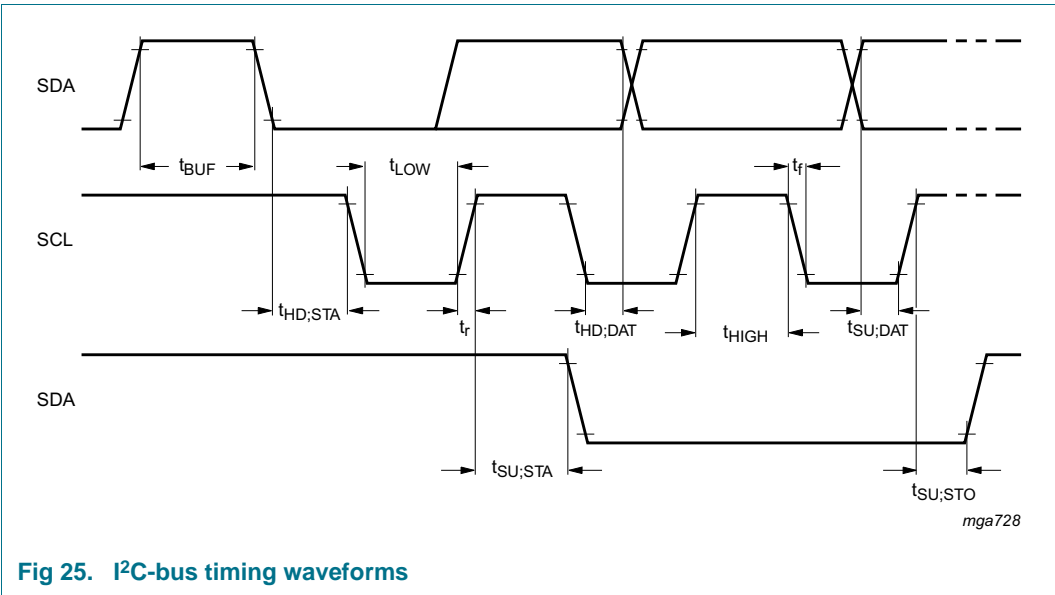 SDA
tBUF
tLOW
tf
SCL
tHD;STA
tr
tHD;DAT
tHIGH
tSU;DAT
SDA
tSU;STA
tSU;STO
mga728
Fig 25. I²C-bus timing waveforms